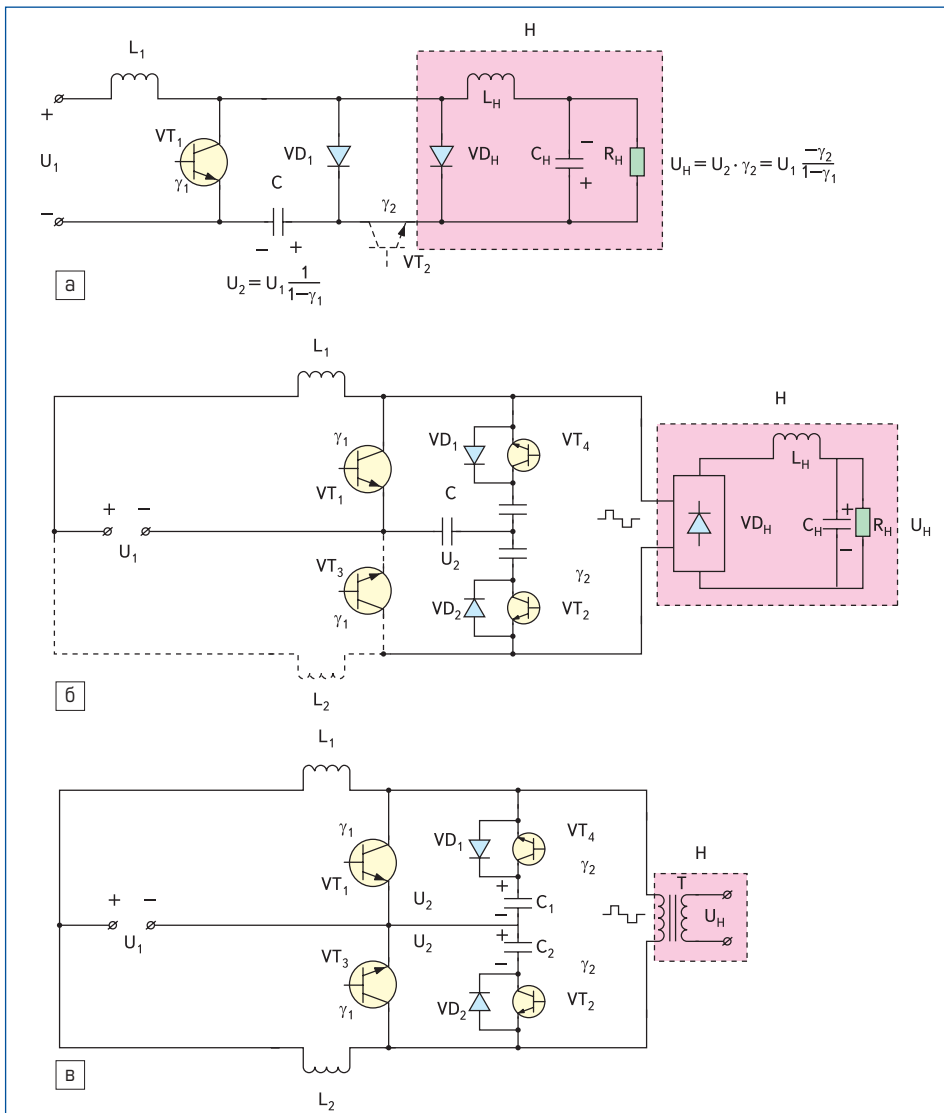 H
L₁
+
U₁
−
VT₁
γ₁
C
− +
VD₁
γ₂
VT₂
VD_H
L_H
C_H
−
+
R_H
U_H = U₂ · γ₂ = U₁ −γ₂/1−γ₁
U₂ = U₁ 1/1−γ₁
а
L₁
H
γ₁
VT₁
VD₁
VT₄
C
+ −
U₁
U₂
VT₃
γ₁
VD₂
γ₂
VT₂
L_H
VD_H
C_H
+
−
R_H
U_H
L₂
б
L₁
γ₁
VT₁
VD₁
VT₄
γ₂
H
T
U_H
+ −
U₁
U₂
U₂
+
−
C₁
+
−
C₂
VT₃
γ₁
VD₂
γ₂
VT₂
L₂
в